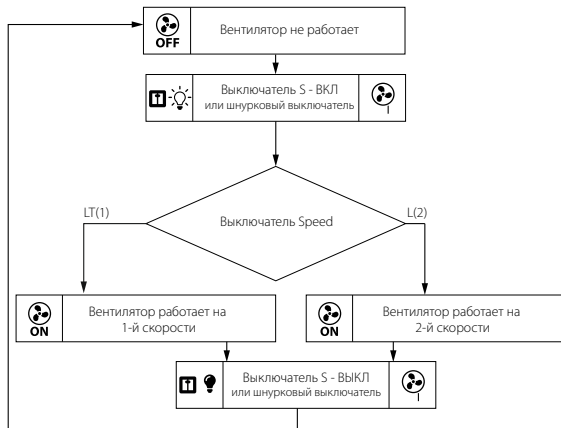 OFF
Вентилятор не работает
Выключатель S - ВКЛ
или шнурковый выключатель
Выключатель Speed
LT(1)
L(2)
ON
Вентилятор работает на
1-й скорости
ON
Вентилятор работает на
2-й скорости
Выключатель S - ВЫКЛ
или шнурковый выключатель